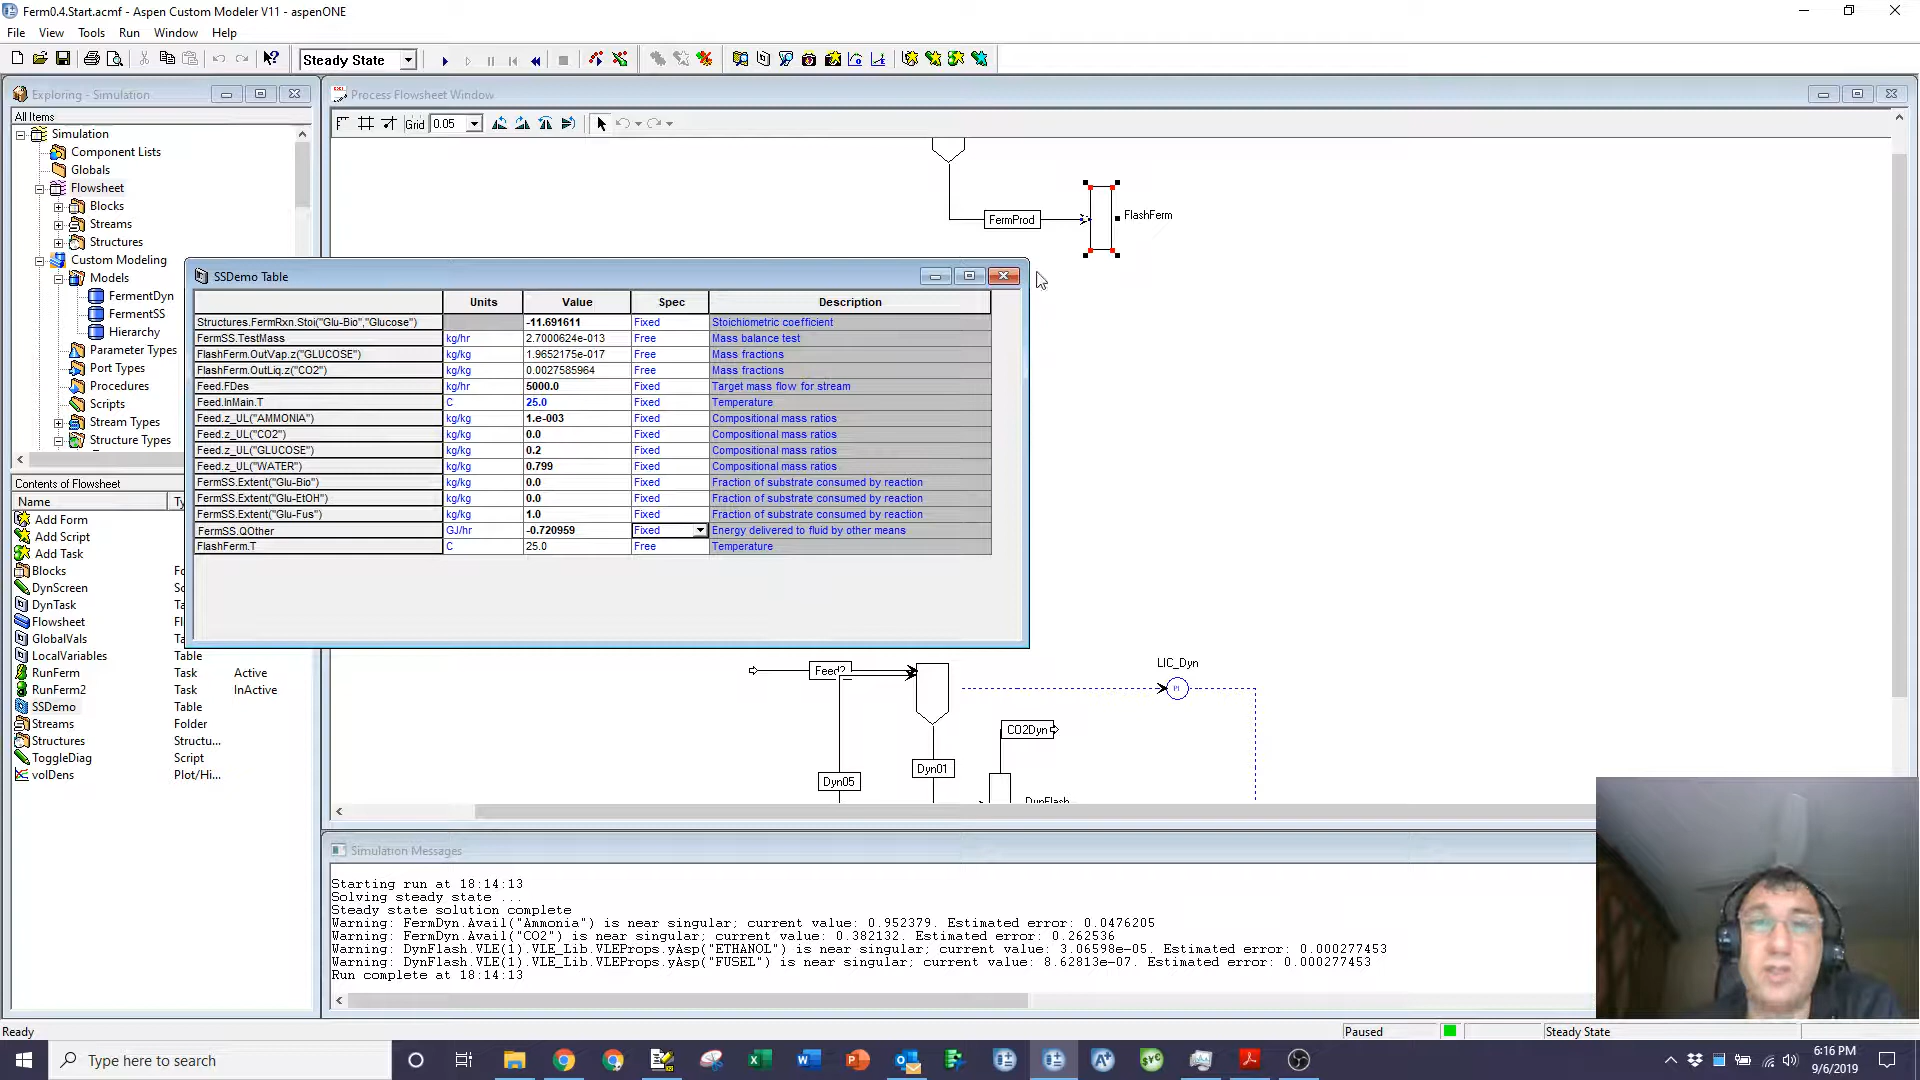 Ferm0.4.Start.acmf - Aspen Custom Modeler V11 - aspenONE
File View Tools Run Window Help
Steady State
Exploring - Simulation
All Items
Simulation
Component Lists
Globals
Flowsheet
Blocks
Streams
Structures
Custom Modeling
Models
FermentDyn
FermentSS
Hierarchy
Parameter Types
Port Types
Procedures
Scripts
Stream Types
Structure Types
Process Flowsheet Window
Grid 0.05
FermProd
FlashFerm
SSDemo Table
Units Value Spec Description
Structures.FermRxn.Stoi("Glu-Bio","Glucose") -11.691611 Fixed Stoichiometric coefficient
FermSS.TestMass kg/hr 2.7000624e-013 Free Mass balance test
FlashFerm.OutVap.z("GLUCOSE") kg/kg 1.9652175e-017 Free Mass fractions
FlashFerm.OutLiq.z("CO2") kg/kg 0.0027585964 Free Mass fractions
Feed.FDes kg/hr 5000.0 Fixed Target mass flow for stream
Feed.InMain.T C 25.0 Fixed Temperature
Feed.z_UL("AMMONIA") kg/kg 1.e-003 Fixed Compositional mass ratios
Feed.z_UL("CO2") kg/kg 0.0 Fixed Compositional mass ratios
Feed.z_UL("GLUCOSE") kg/kg 0.2 Fixed Compositional mass ratios
Feed.z_UL("WATER") kg/kg 0.799 Fixed Compositional mass ratios
FermSS.Extent("Glu-Bio") kg/kg 0.0 Fixed Fraction of substrate consumed by reaction
FermSS.Extent("Glu-EtOH") kg/kg 0.0 Fixed Fraction of substrate consumed by reaction
FermSS.Extent("Glu-Fus") kg/kg 1.0 Fixed Fraction of substrate consumed by reaction
FermSS.QOther GJ/hr -0.720959 Fixed Energy delivered to fluid by other means
FlashFerm.T C 25.0 Free Temperature
Contents of Flowsheet
Name Ty
Add Form
Add Script
Add Task
Blocks Fo
DynScreen Sc
DynTask Ta
Flowsheet Fl
GlobalVals Ta
LocalVariables Table
RunFerm Task Active
RunFerm2 Task InActive
SSDemo Table
Streams Folder
Structures Structu...
ToggleDiag Script
volDens Plot/Hi...
LIC_Dyn
CO2Dyn
Dyn01
Dyn05
Simulation Messages
Starting run at 18:14:13
Solving steady state ...
Steady state solution complete
Warning: FermDyn.Avail("Ammonia") is near singular; current value: 0.952379. Estimated error: 0.0476205
Warning: FermDyn.Avail("CO2") is near singular; current value: 0.382132. Estimated error: 0.262536
Warning: DynFlash.VLE(1).VLE_Lib.VLEProps.yAsp("ETHANOL") is near singular; current value: 3.06598e-05. Estimated error: 0.000277453
Warning: DynFlash.VLE(1).VLE_Lib.VLEProps.yAsp("FUSEL") is near singular; current value: 8.62813e-07. Estimated error: 0.000277453
Run complete at 18:14:13
Ready
Paused
Steady State
Type here to search
6:16 PM
9/6/2019